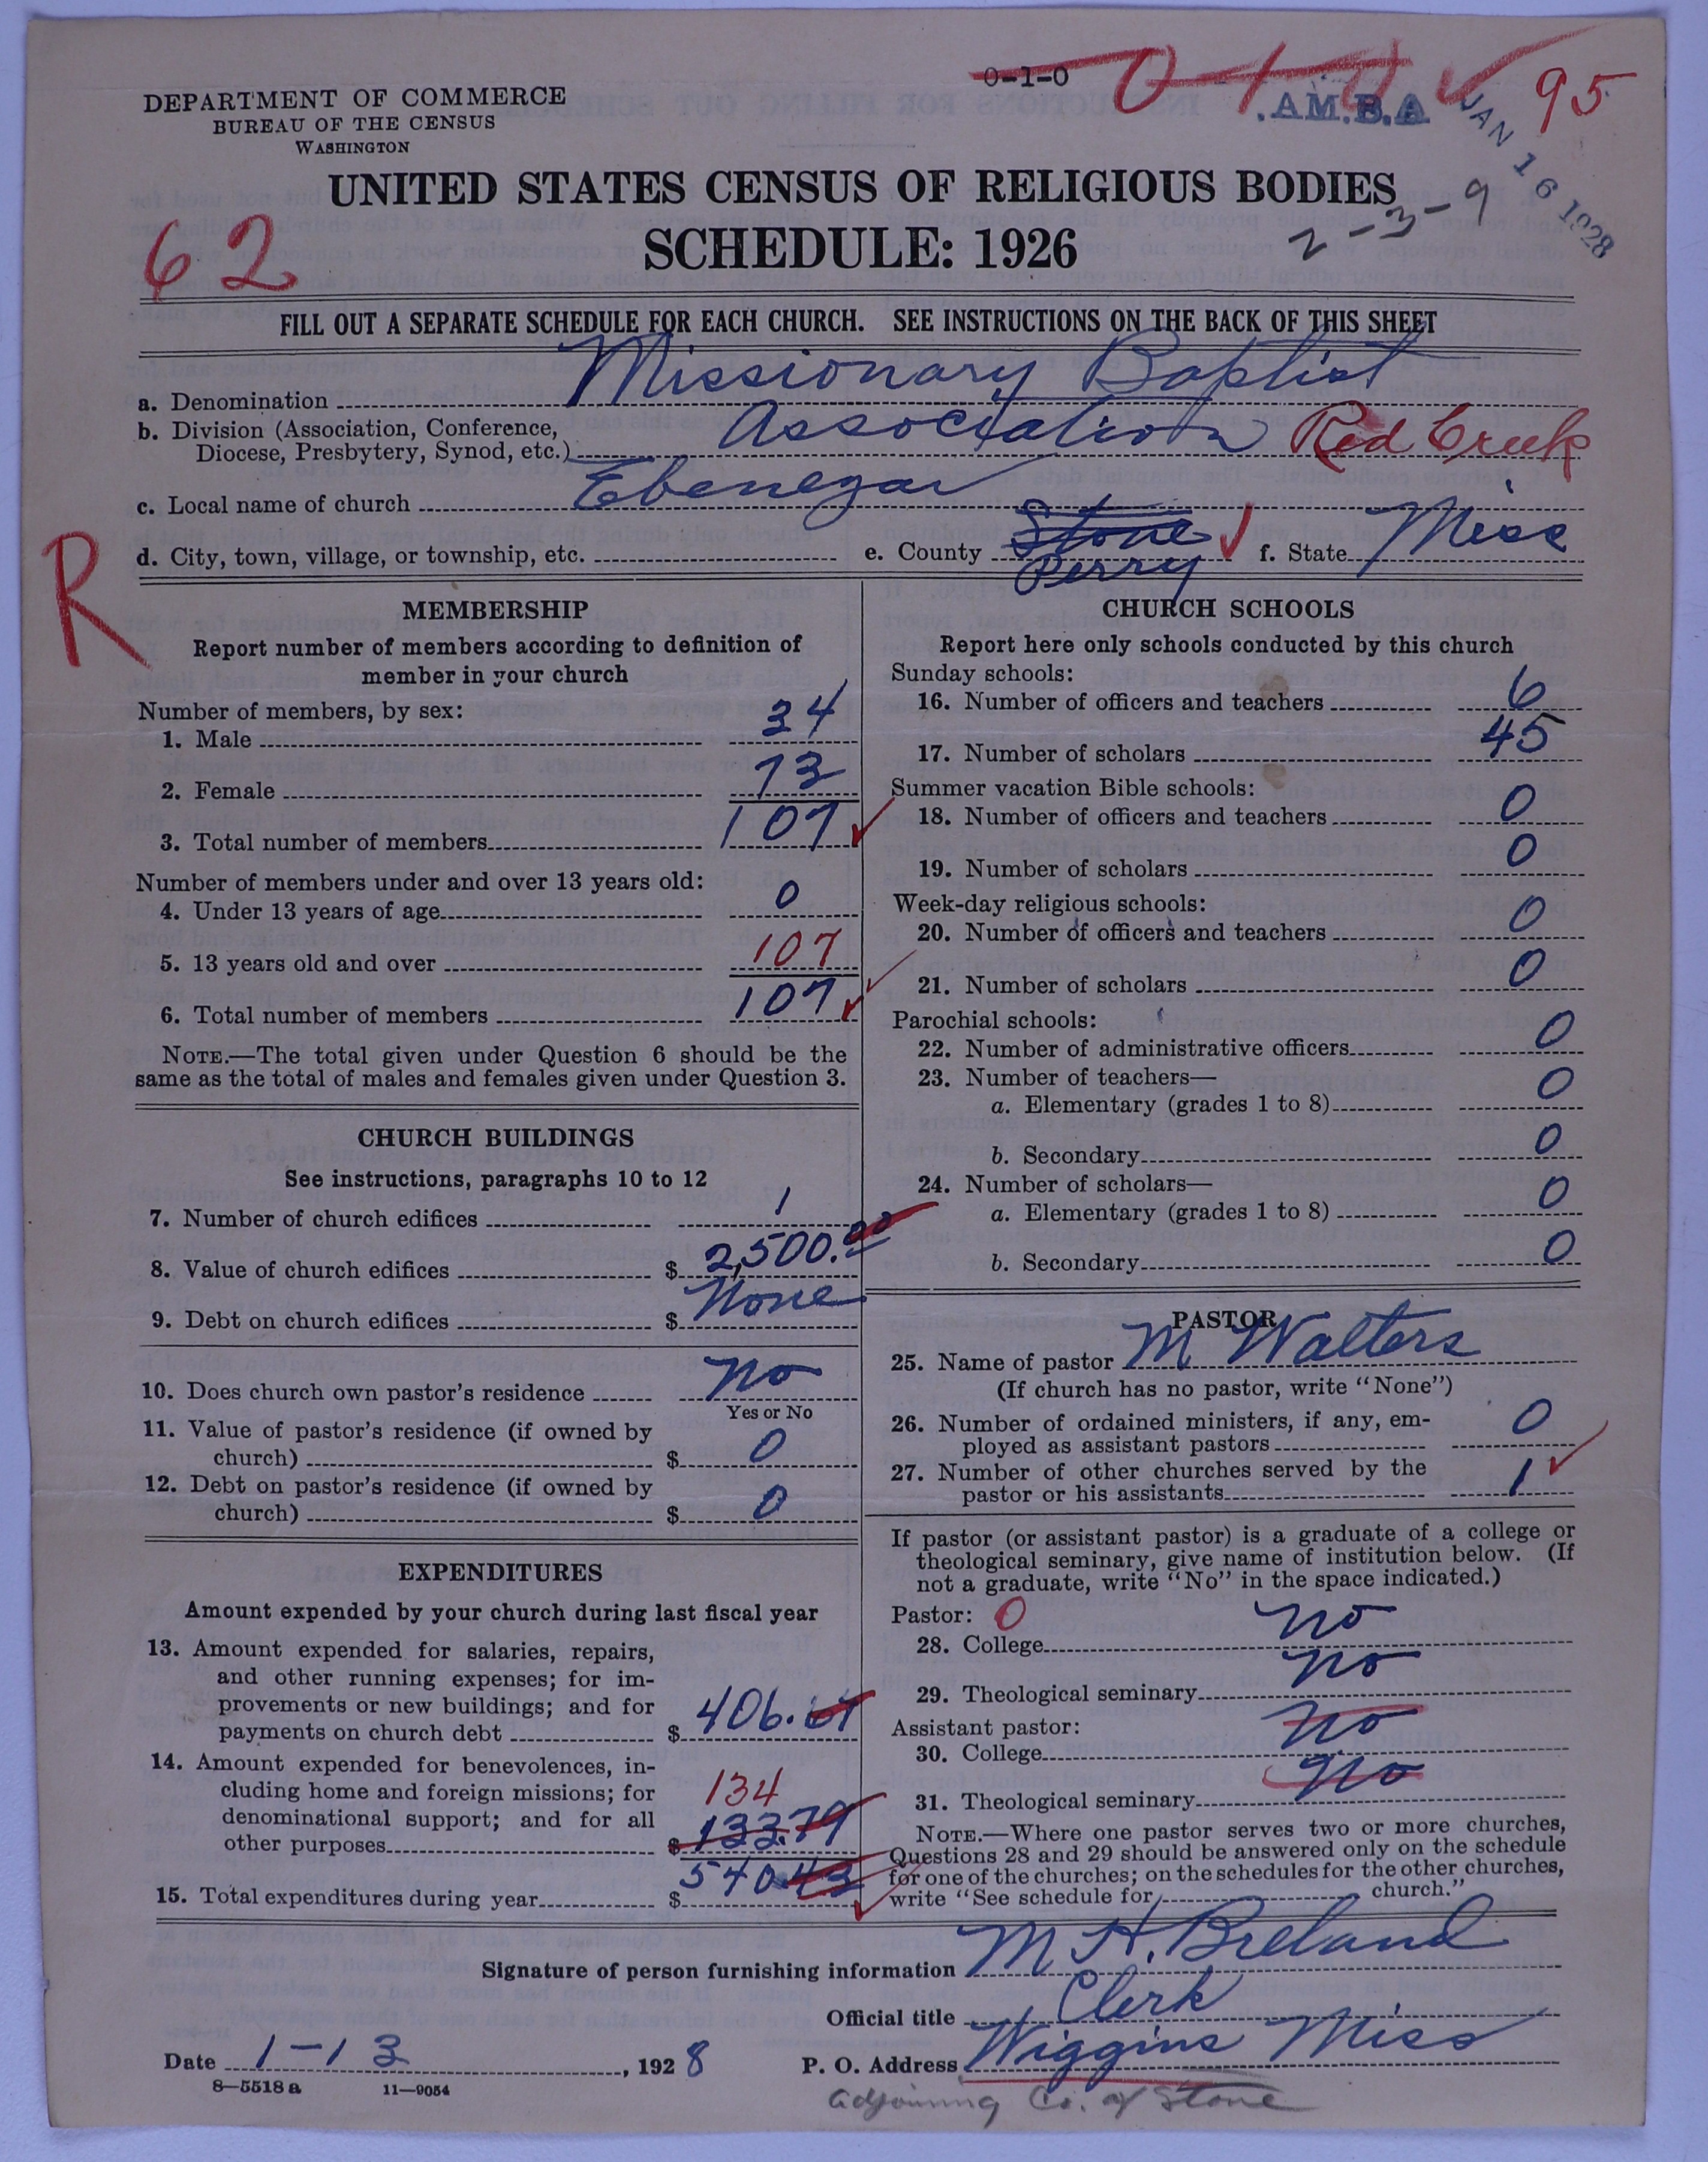 0-1-0
0-1-0
95
.AM.B.A
JAN 16 1928
DEPARTMENT OF COMMERCE
BUREAU OF THE CENSUS
WASHINGTON
UNITED STATES CENSUS OF RELIGIOUS BODIES
SCHEDULE: 1926
2-3-9
62
FILL OUT A SEPARATE SCHEDULE FOR EACH CHURCH. SEE INSTRUCTIONS ON THE BACK OF THIS SHEET
a. Denomination Missionary Baptist
b. Division (Association, Conference, Diocese, Presbytery, Synod, etc.) Association Red Creek
c. Local name of church Ebenezar
d. City, town, village, or township, etc. e. County Stone Perry f. State Miss
R
MEMBERSHIP
Report number of members according to definition of
member in your church
Number of members, by sex:
1. Male 34
2. Female 73
3. Total number of members 107
Number of members under and over 13 years old:
4. Under 13 years of age 0
5. 13 years old and over 107
6. Total number of members 107
NOTE.—The total given under Question 6 should be the
same as the total of males and females given under Question 3.
CHURCH BUILDINGS
See instructions, paragraphs 10 to 12
7. Number of church edifices 1
8. Value of church edifices $ 2,500.00
9. Debt on church edifices $ None
10. Does church own pastor's residence No
Yes or No
11. Value of pastor's residence (if owned by
church) $ 0
12. Debt on pastor's residence (if owned by
church) $ 0
EXPENDITURES
Amount expended by your church during last fiscal year
13. Amount expended for salaries, repairs,
and other running expenses; for im-
provements or new buildings; and for
payments on church debt $ 406.
14. Amount expended for benevolences, in-
cluding home and foreign missions; for
denominational support; and for all
other purposes $ 134
133.79
15. Total expenditures during year $ 540.43
CHURCH SCHOOLS
Report here only schools conducted by this church
Sunday schools:
16. Number of officers and teachers 6
17. Number of scholars 45
Summer vacation Bible schools:
18. Number of officers and teachers 0
19. Number of scholars 0
Week-day religious schools:
20. Number of officers and teachers 0
21. Number of scholars 0
Parochial schools:
22. Number of administrative officers 0
23. Number of teachers—
a. Elementary (grades 1 to 8) 0
b. Secondary 0
24. Number of scholars—
a. Elementary (grades 1 to 8) 0
b. Secondary 0
PASTOR
25. Name of pastor M Walters
(If church has no pastor, write "None")
26. Number of ordained ministers, if any, em-
ployed as assistant pastors 0
27. Number of other churches served by the
pastor or his assistants 1
If pastor (or assistant pastor) is a graduate of a college or
theological seminary, give name of institution below. (If
not a graduate, write "No" in the space indicated.)
Pastor: 0
28. College No
29. Theological seminary No
Assistant pastor:
30. College No
31. Theological seminary No
NOTE.—Where one pastor serves two or more churches,
Questions 28 and 29 should be answered only on the schedule
for one of the churches; on the schedules for the other churches,
write "See schedule for church."
Signature of person furnishing information M H. Breland
Official title Clerk
Date 1-13, 1928 P. O. Address Wiggins Miss
8—5518a 11—9054
adjoining Co. of Stone